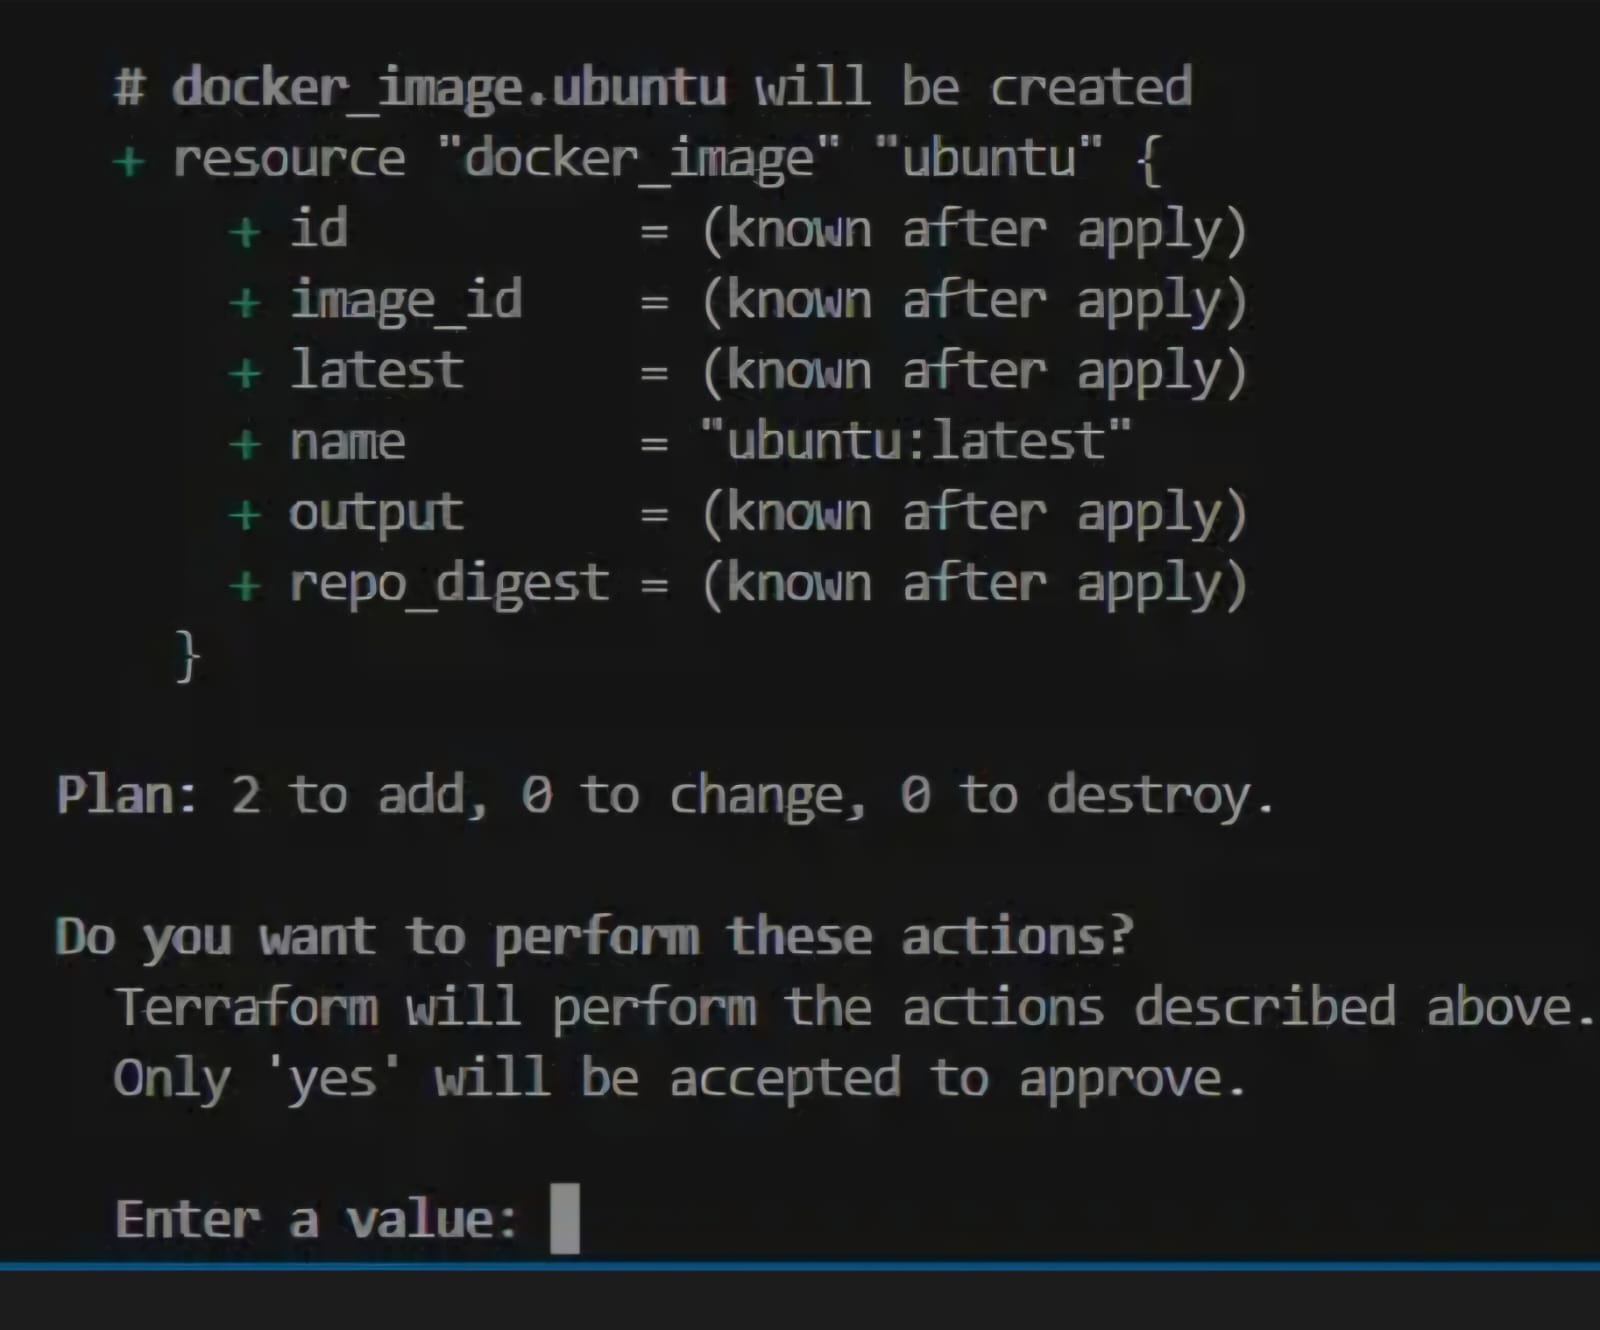 # docker_image.ubuntu will be created
+ resource "docker_image" "ubuntu" {
+ id = (known after apply)
+ image_id = (known after apply)
+ latest = (known after apply)
+ name = "ubuntu:latest"
+ output = (known after apply)
+ repo_digest = (known after apply)
}
Plan: 2 to add, 0 to change, 0 to destroy.
Do you want to perform these actions?
Terraform will perform the actions described above.
Only 'yes' will be accepted to approve.
Enter a value: